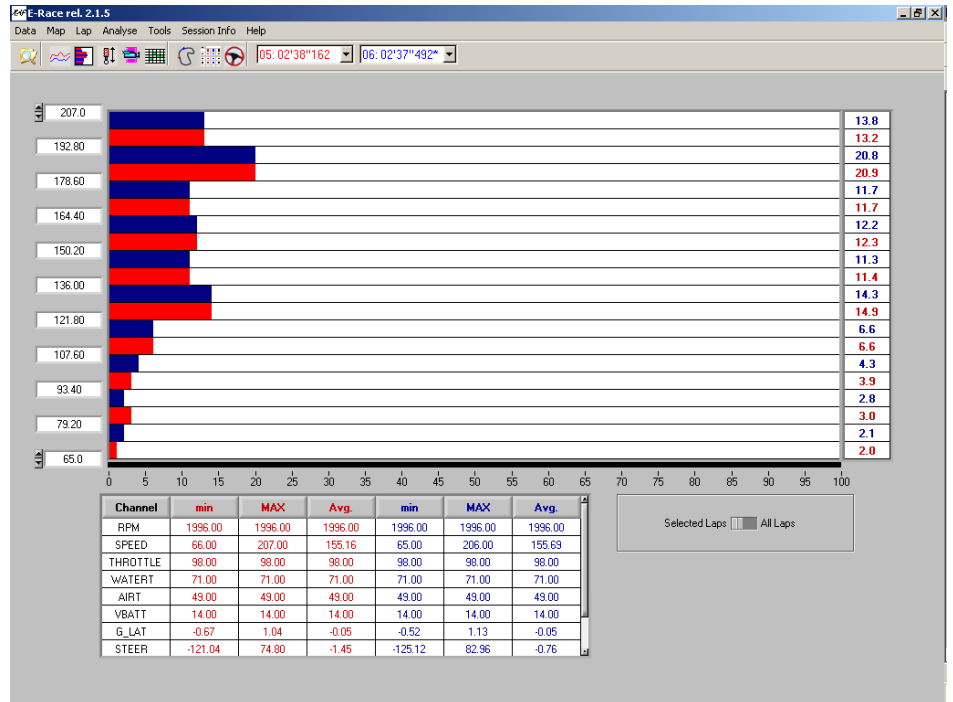 EAF E-Race rel. 2.1.5
Data Map Lap Analyse Tools Session Info Help
05: 02'38"162 06: 02'37"492*
207.0
13.8
13.2
192.80
20.8
20.9
178.60
11.7
11.7
164.40
12.2
12.3
150.20
11.3
11.4
136.00
14.3
14.9
121.80
6.6
6.6
107.60
4.3
3.9
93.40
2.8
3.0
79.20
2.1
2.0
65.0
0 5 10 15 20 25 30 35 40 45 50 55 60 65 70 75 80 85 90 95 100
Channel min MAX Avg. min MAX Avg.
RPM 1996.00 1996.00 1996.00 1996.00 1996.00 1996.00
SPEED 66.00 207.00 155.16 65.00 206.00 155.69
THROTTLE 98.00 98.00 98.00 98.00 98.00 98.00
WATERT 71.00 71.00 71.00 71.00 71.00 71.00
AIRT 49.00 49.00 49.00 49.00 49.00 49.00
VBATT 14.00 14.00 14.00 14.00 14.00 14.00
G_LAT -0.67 1.04 -0.05 -0.52 1.13 -0.05
STEER -121.04 74.80 -1.45 -125.12 82.96 -0.76
Selected Laps All Laps